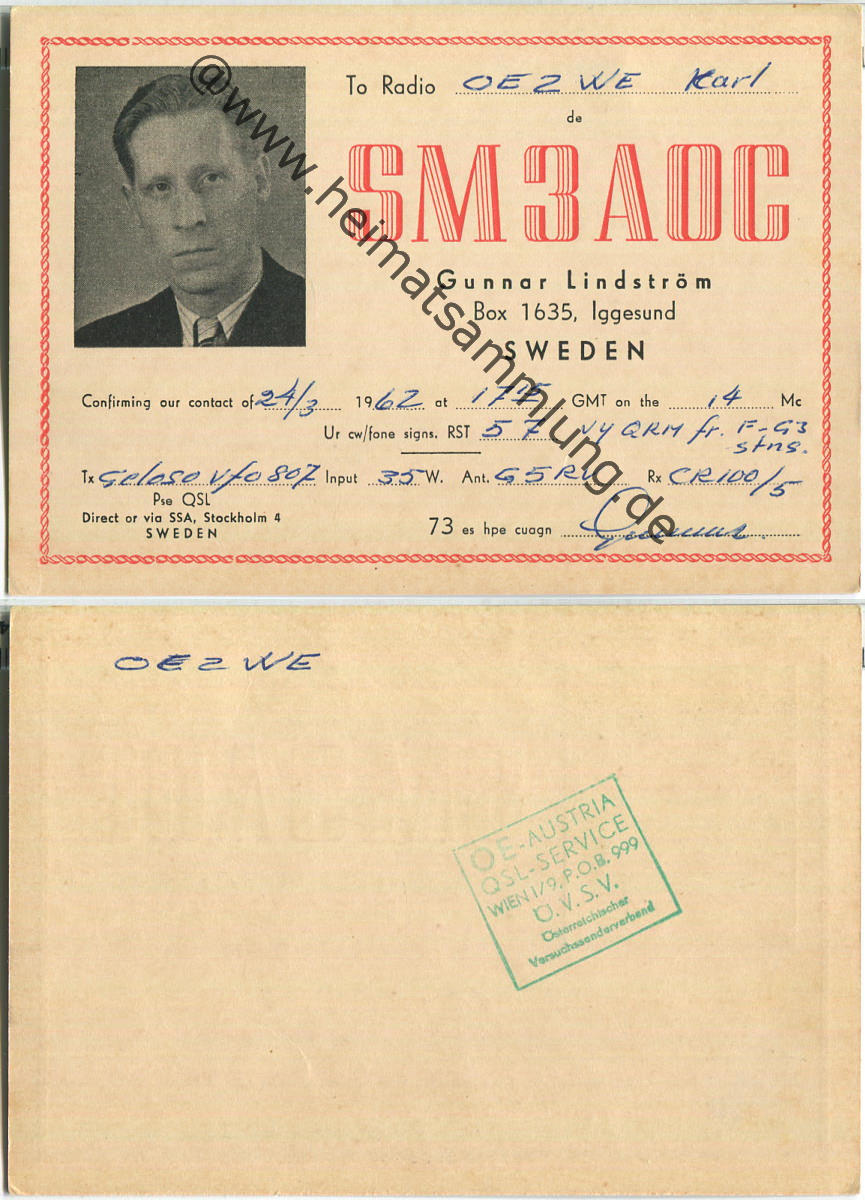 To Radio OE2WE Karl
de
SM3AOC
Gunnar Lindström
Box 1635, Iggesund
SWEDEN
Confirming our contact of 24/3 1962 at 1715 GMT on the 14 Mc
Ur cw/fone signs. RST 57 VY QRM fr. F-G3
stns.
Tx Geloso vfo 807 Input 35 W. Ant. G5RV Rx CR100/5
Pse QSL
Direct or via SSA, Stockholm 4
SWEDEN
73 es hpe cuagn Gunnar
@www.heimatsammlung.de
OE2WE
OE-AUSTRIA
QSL-SERVICE
WIEN 1/9, P.O.B. 999
Ö.V.S.V.
Österreichischer
Versuchssenderverband